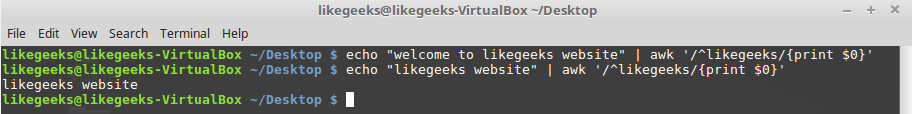 likegeeks@likegeeks-VirtualBox ~/Desktop
File Edit View Search Terminal Help
likegeeks@likegeeks-VirtualBox ~/Desktop $ echo "welcome to likegeeks website" | awk '/^likegeeks/{print $0}'
likegeeks@likegeeks-VirtualBox ~/Desktop $ echo "likegeeks website" | awk '/^likegeeks/{print $0}'
likegeeks website
likegeeks@likegeeks-VirtualBox ~/Desktop $